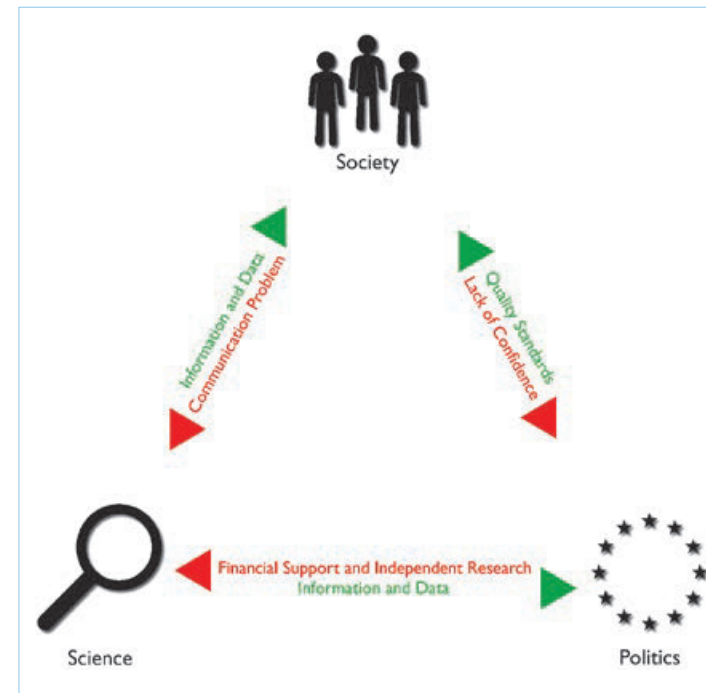 Society
Information and Data
Communication Problem
Quality Standards
Lack of Confidence
Financial Support and Independent Research
Information and Data
Science
Politics